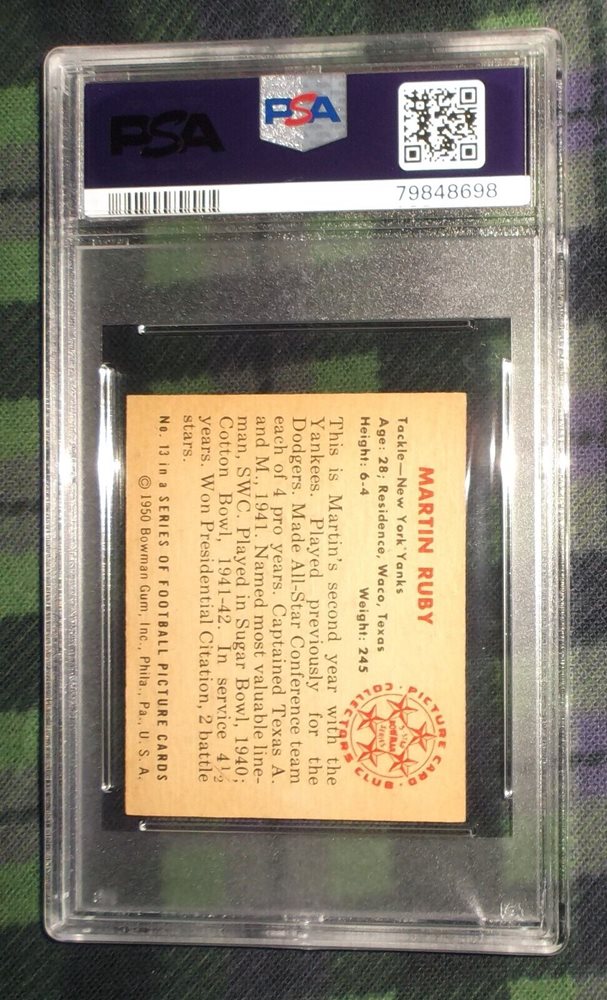 PSA
PSA
79848698
MARTIN RUBY
Tackle—New York Yanks
Age: 28; Residence, Waco, Texas
Height: 6-4 Weight: 245
PICTURE CARD
COLLECTORS CLUB
This is Martin's second year with the
Yankees. Played previously for the
Dodgers. Made All-Star Conference team
each of 4 pro years. Captained Texas A.
and M., 1941. Named most valuable line-
man, SWC. Played in Sugar Bowl, 1940;
Cotton Bowl, 1941-42. In service 4½
years. Won Presidential Citation, 2 battle
stars.
No. 13 in a SERIES OF FOOTBALL PICTURE CARDS
© 1950 Bowman Gum, Inc., Phila., Pa., U. S. A.